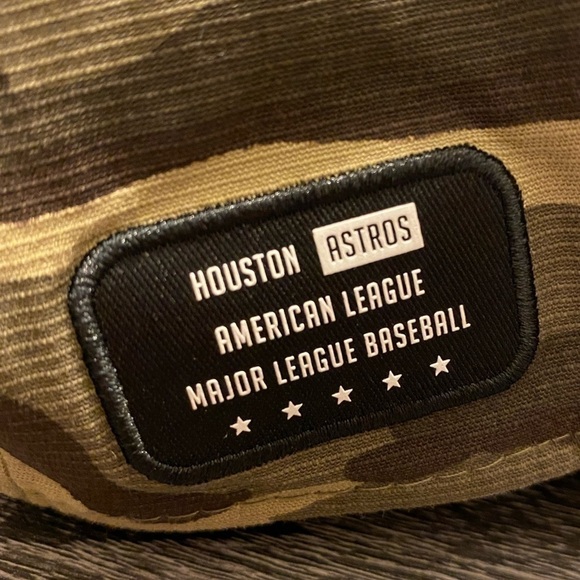 HOUSTON ASTROS
AMERICAN LEAGUE
MAJOR LEAGUE BASEBALL